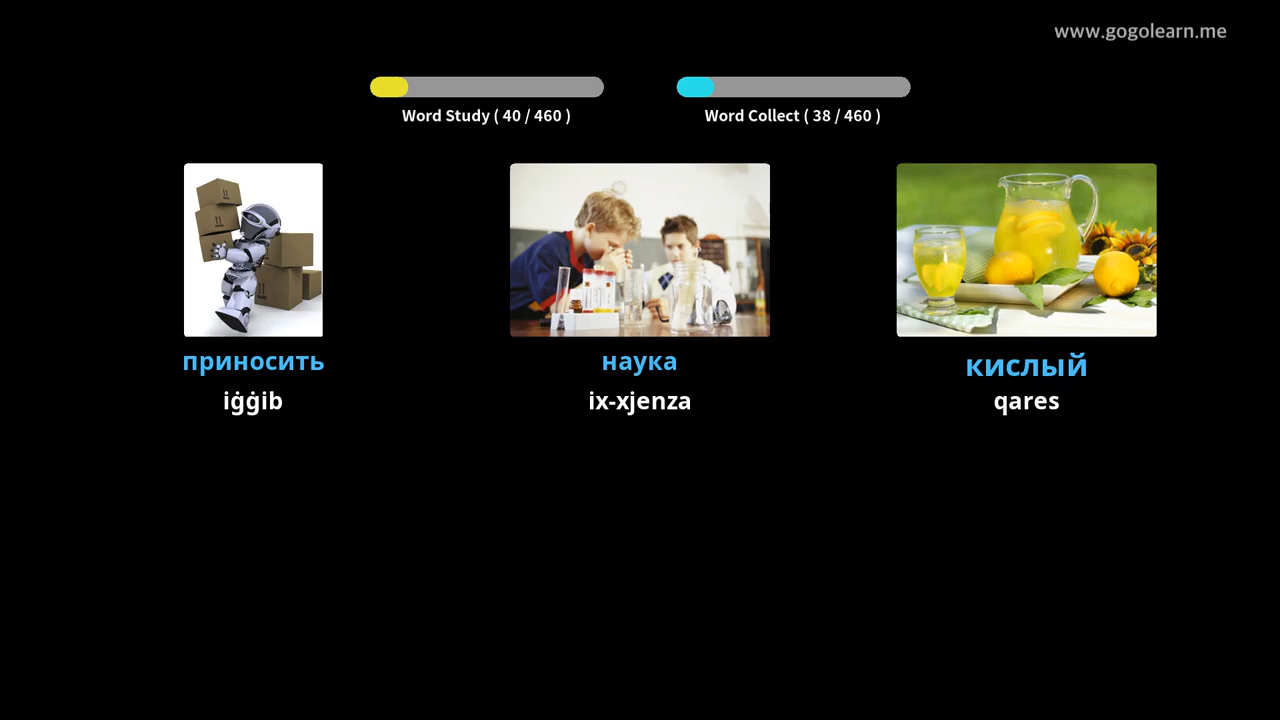 www.gogolearn.me
Word Study ( 40 / 460 )
Word Collect ( 38 / 460 )
приносить
iġġib
наука
ix-xjenza
кислый
qares